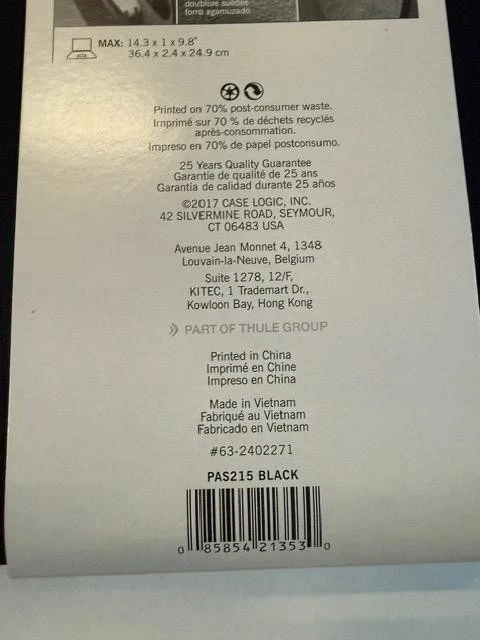 doublure suédée
forro agamuzado
MAX: 14.3 x 1 x 9.8"
36.4 x 2.4 x 24.9 cm
Printed on 70% post-consumer waste.
Imprimé sur 70 % de déchets recyclés
après-consommation.
Impreso en 70% de papel postconsumo.
25 Years Quality Guarantee
Garantie de qualité de 25 ans
Garantía de calidad durante 25 años
©2017 CASE LOGIC, INC.
42 SILVERMINE ROAD, SEYMOUR,
CT 06483 USA
Avenue Jean Monnet 4, 1348
Louvain-la-Neuve, Belgium
Suite 1278, 12/F,
KITEC, 1 Trademart Dr.,
Kowloon Bay, Hong Kong
PART OF THULE GROUP
Printed in China
Imprimé en Chine
Impreso en China
Made in Vietnam
Fabriqué au Vietnam
Fabricado en Vietnam
#63-2402271
PAS215 BLACK
0 85854 21353 0